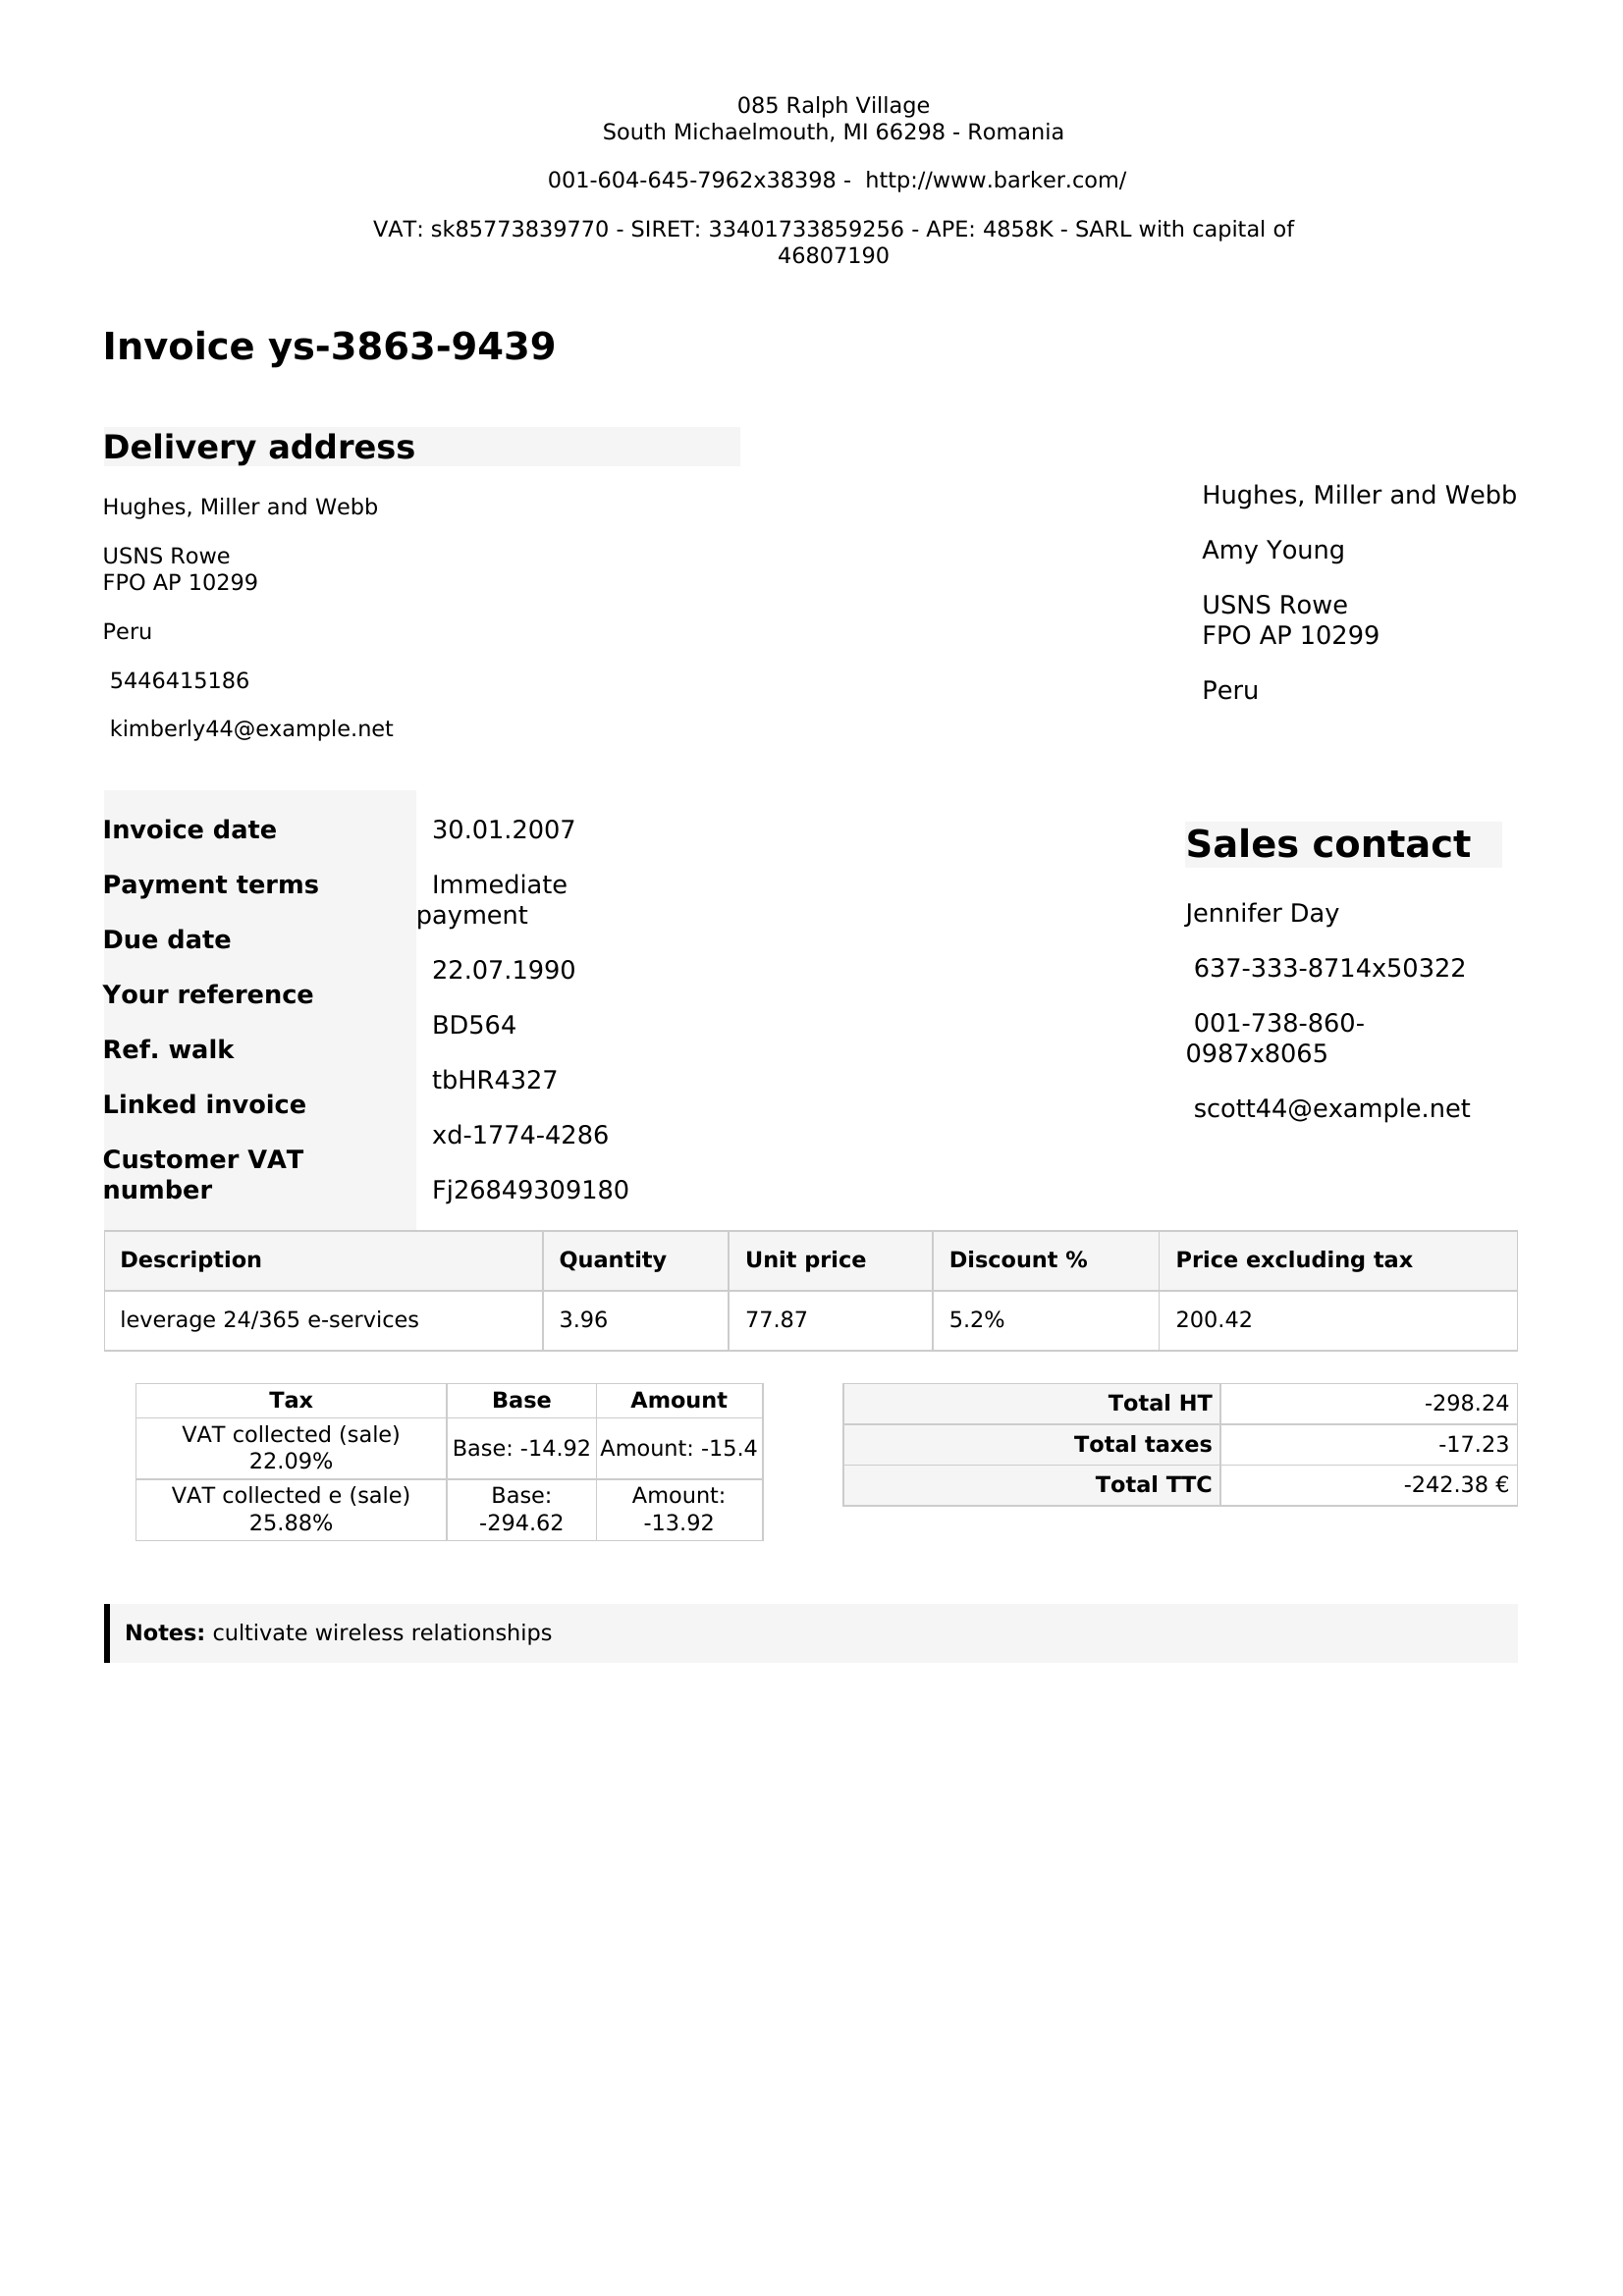 085 Ralph Village
South Michaelmouth, MI 66298 - Romania
001-604-645-7962x38398 -  http://www.barker.com/
VAT: sk85773839770 - SIRET: 33401733859256 - APE: 4858K - SARL with capital of
46807190
Invoice ys-3863-9439
Delivery address
Hughes, Miller and Webb
USNS Rowe
FPO AP 10299
Peru
5446415186
kimberly44@example.net
Hughes, Miller and Webb
Amy Young
USNS Rowe
FPO AP 10299
Peru
Invoice date
Payment terms
Due date
Your reference
Ref. walk
Linked invoice
Customer VAT
number
30.01.2007
Immediate
payment
22.07.1990
BD564
tbHR4327
xd-1774-4286
Fj26849309180
Sales contact
Jennifer Day
637-333-8714x50322
001-738-860-
0987x8065
scott44@example.net
Description Quantity Unit price Discount % Price excluding tax
leverage 24/365 e-services 3.96 77.87 5.2% 200.42
Tax Base Amount
VAT collected (sale)
22.09%
Base: -14.92 Amount: -15.4
VAT collected e (sale)
25.88%
Base:
-294.62
Amount:
-13.92
Total HT -298.24
Total taxes -17.23
Total TTC -242.38 €
Notes: cultivate wireless relationships